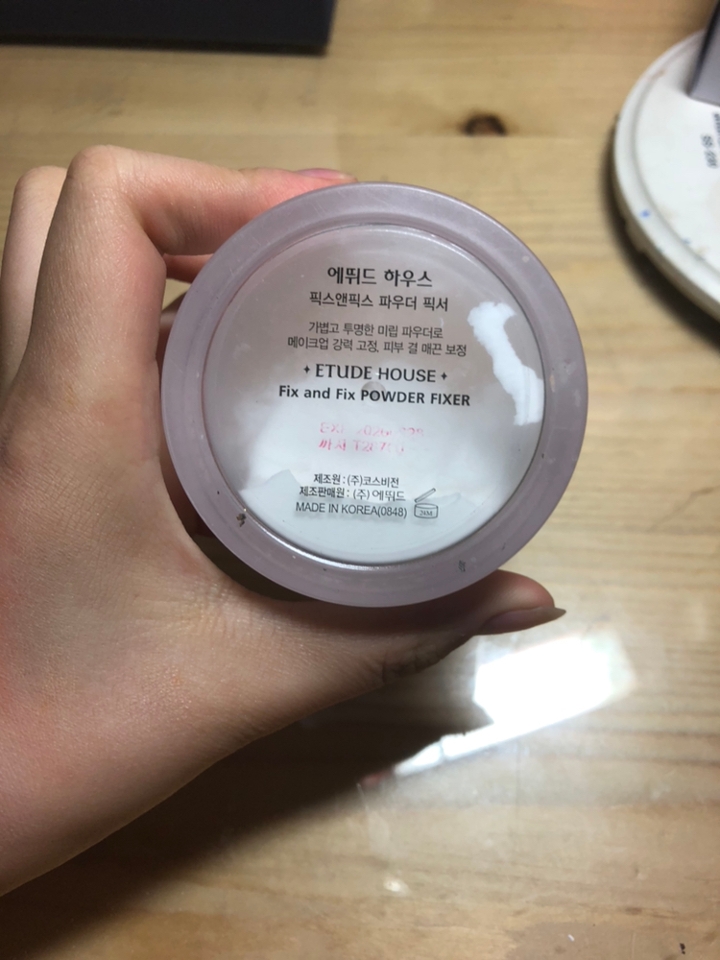 에뛰드 하우스
픽스앤픽스 파우더 픽서
가볍고 투명한 미립 파우더로
메이크업 강력 고정, 피부 결 매끈 보정
ETUDE HOUSE
Fix and Fix POWDER FIXER
제조원 : (주)코스비전
제조판매원 : (주) 에뛰드
MADE IN KOREA(0848)